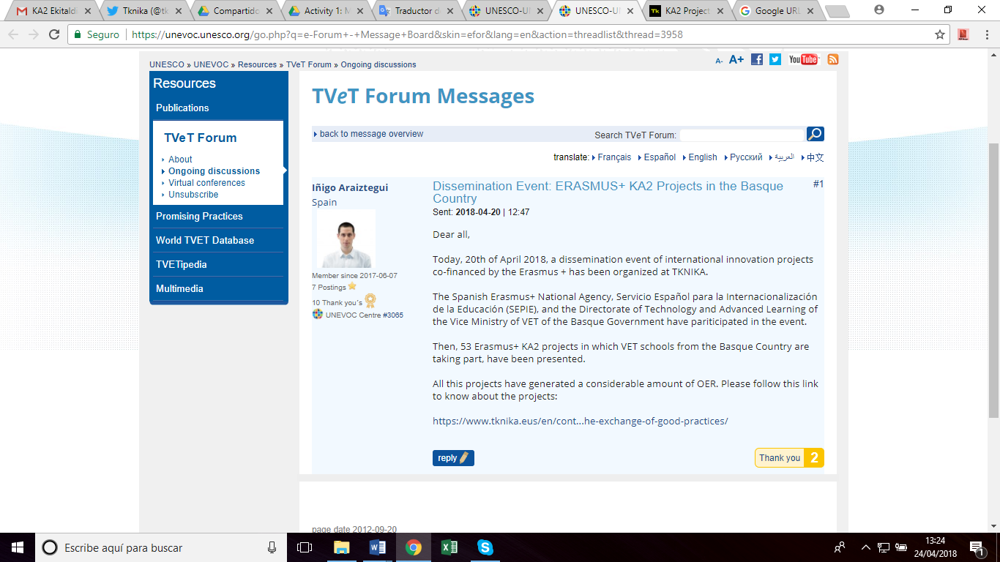 KA2 Ekitald
Tknika (@tk
Compartido
Activity 1: M
Traductor d
UNESCO-U
UNESCO-U
KA2 Project
Google URL
Seguro
https://unevoc.unesco.org/go.php?q=e-Forum+-+Message+Board&skin=efor&lang=en&action=threadlist&thread=3958
UNESCO » UNEVOC » Resources » TVeT Forum » Ongoing discussions
A- A+ You Tube
Resources
Publications
TVeT Forum
About
Ongoing discussions
Virtual conferences
Unsubscribe
Promising Practices
World TVET Database
TVETipedia
Multimedia
TVeT Forum Messages
back to message overview
Search TVeT Forum:
translate: Français Español English Русский العربية 中文
Iñigo Araiztegui
Spain
Member since 2017-06-07
7 Postings
10 Thank you´s
UNEVOC Centre #3065
Dissemination Event: ERASMUS+ KA2 Projects in the Basque
Country
#1
Sent: 2018-04-20 | 12:47
Dear all,
Today, 20th of April 2018, a dissemination event of international innovation projects
co-financed by the Erasmus + has been organized at TKNIKA.
The Spanish Erasmus+ National Agency, Servicio Español para la Internacionalización
de la Educación (SEPIE), and the Directorate of Technology and Advanced Learning of
the Vice Ministry of VET of the Basque Government have pariticipated in the event.
Then, 53 Erasmus+ KA2 projects in which VET schools from the Basque Country are
taking part, have been presented.
All this projects have generated a considerable amount of OER. Please follow this link
to know about the projects:
https://www.tknika.eus/en/cont...he-exchange-of-good-practices/
reply
Thank you 2
page date 2012-09-20
Escribe aquí para buscar
13:24
24/04/2018
1